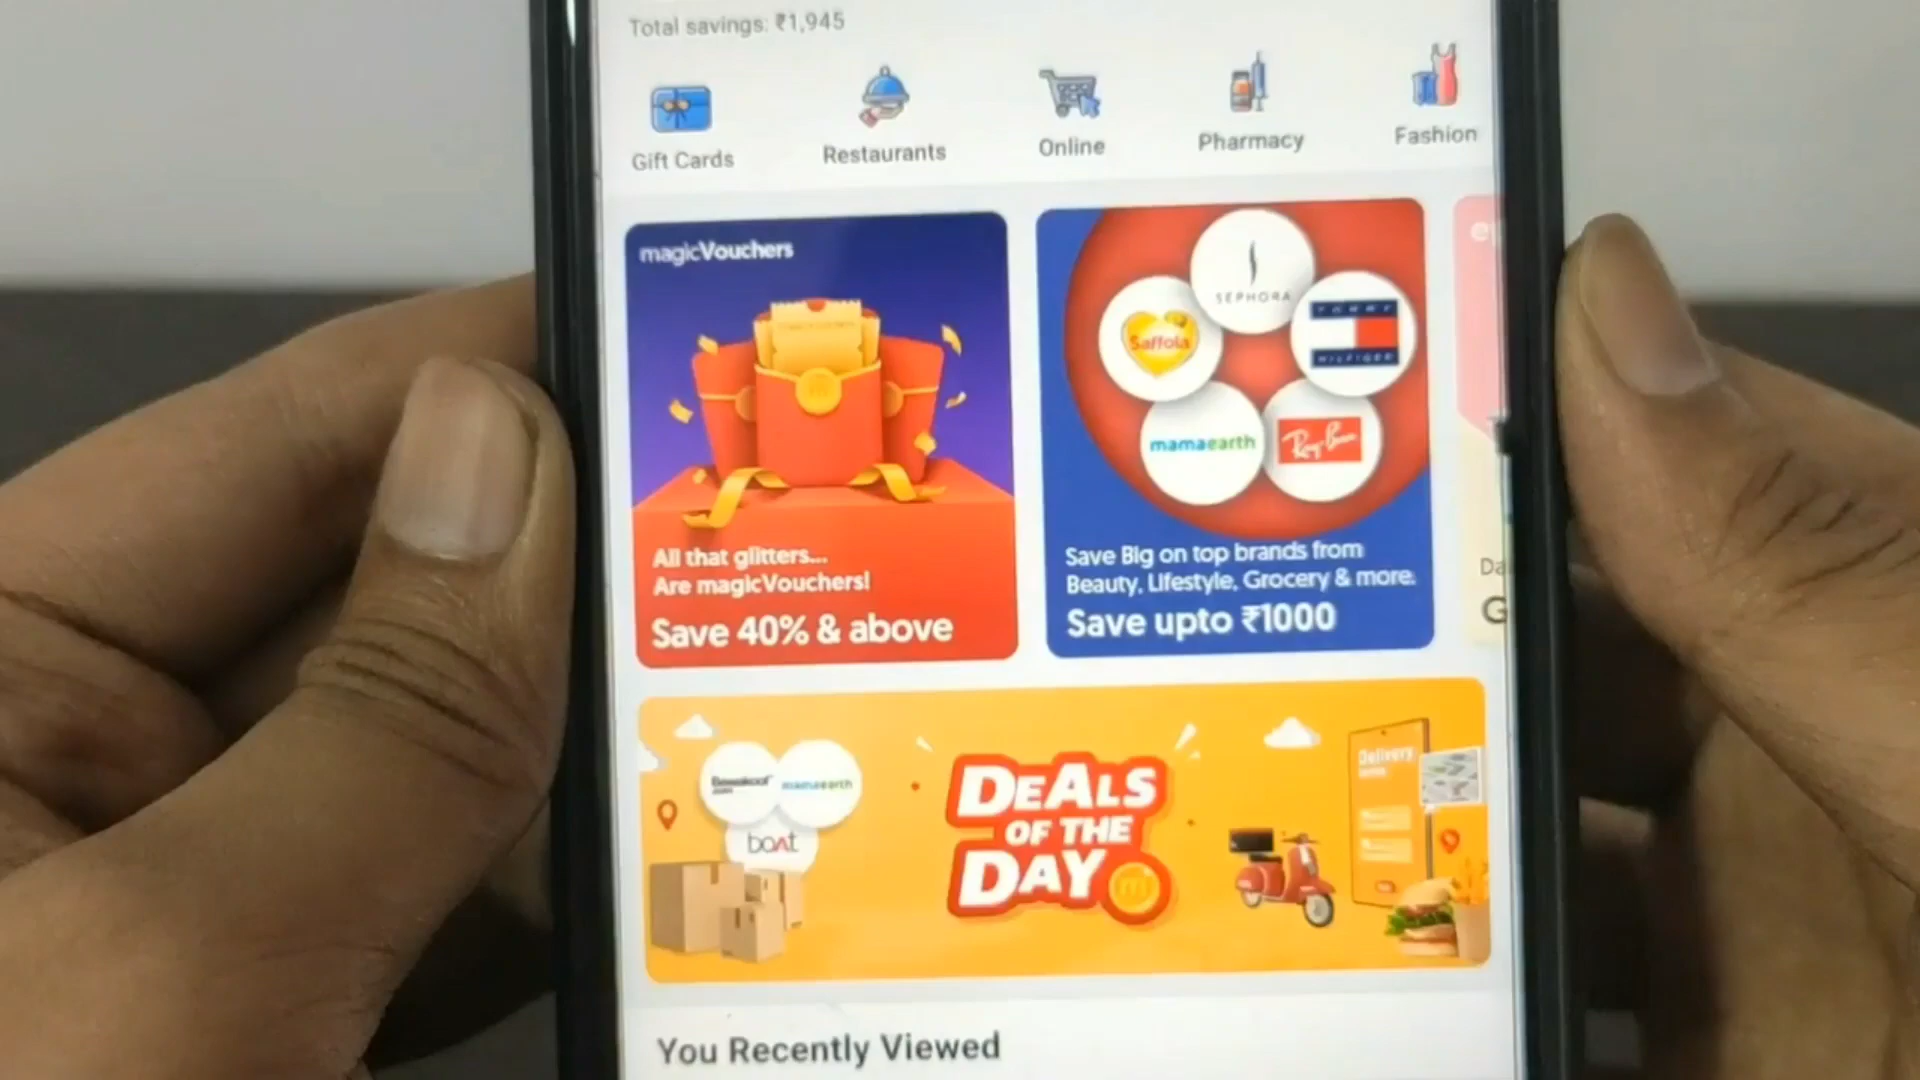 Total savings: ₹1,945
Gift Cards
Restaurants
Online
Pharmacy
Fashion
magicVouchers
All that glitters...
Are magicVouchers!
Save 40% & above
SEPHORA
Saffola
TOMMY
HILFIGER
mamaearth
Ray-Ban
Save Big on top brands from
Beauty, Lifestyle, Grocery & more.
Save upto ₹1000
Da
G
mamaearth
boAt
DEALS
OF THE
DAY
Delivery
You Recently Viewed